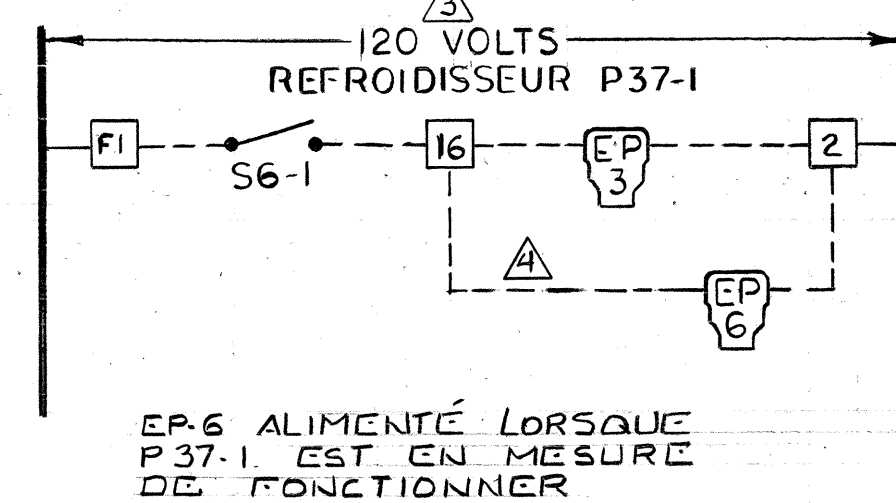 3
120 VOLTS
REFROIDISSEUR P37-1
F1
S6-1
16
EP
3
2
4
EP
6
EP-6 ALIMENTÉ LORSQUE
P37-1 EST EN MESURE
DE FONCTIONNER